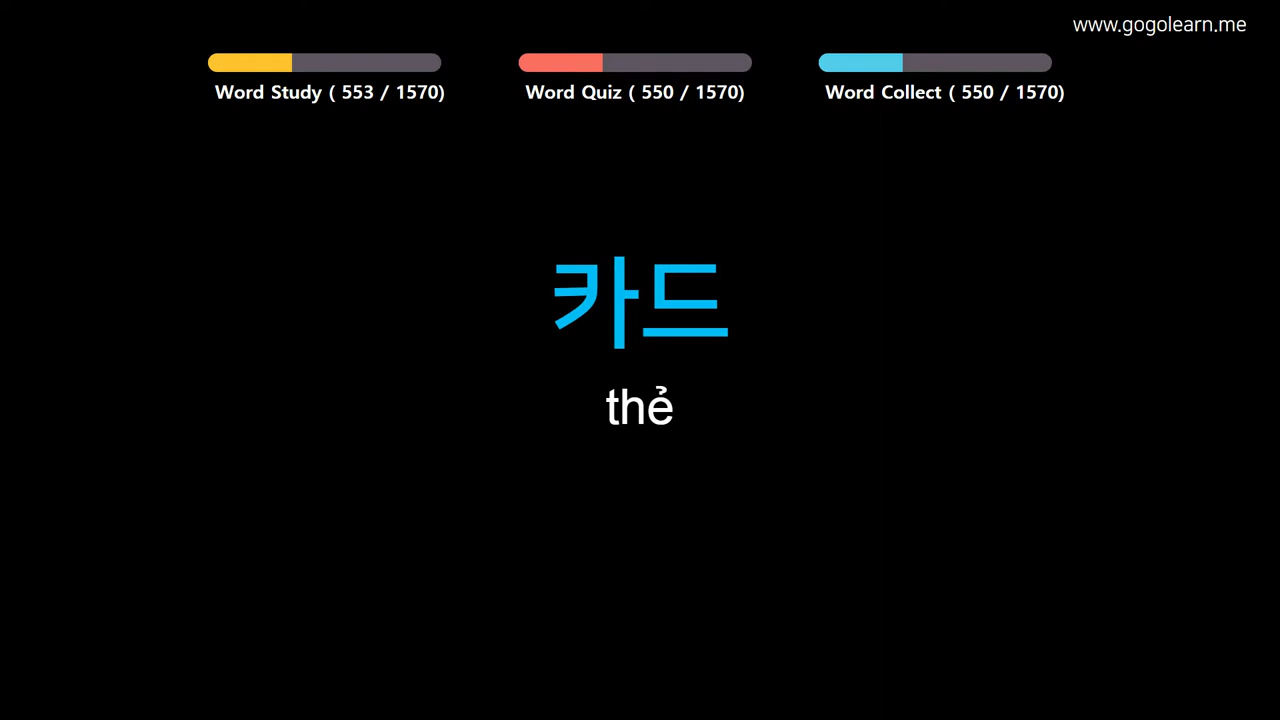 www.gogolearn.me
Word Study ( 553 / 1570)
Word Quiz ( 550 / 1570)
Word Collect ( 550 / 1570)
카드
thẻ